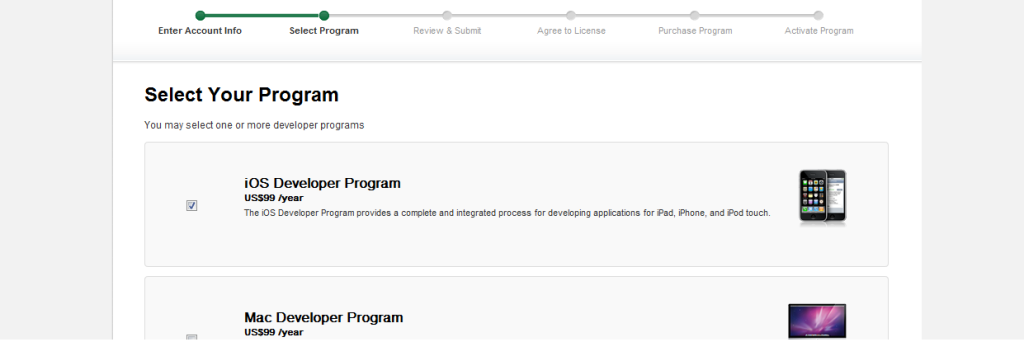 Enter Account Info Select Program Review & Submit Agree to License Purchase Program Activate Program
Select Your Program
You may select one or more developer programs
iOS Developer Program
US$99 /year
The iOS Developer Program provides a complete and integrated process for developing applications for iPad, iPhone, and iPod touch.
Mac Developer Program
US$99 /year